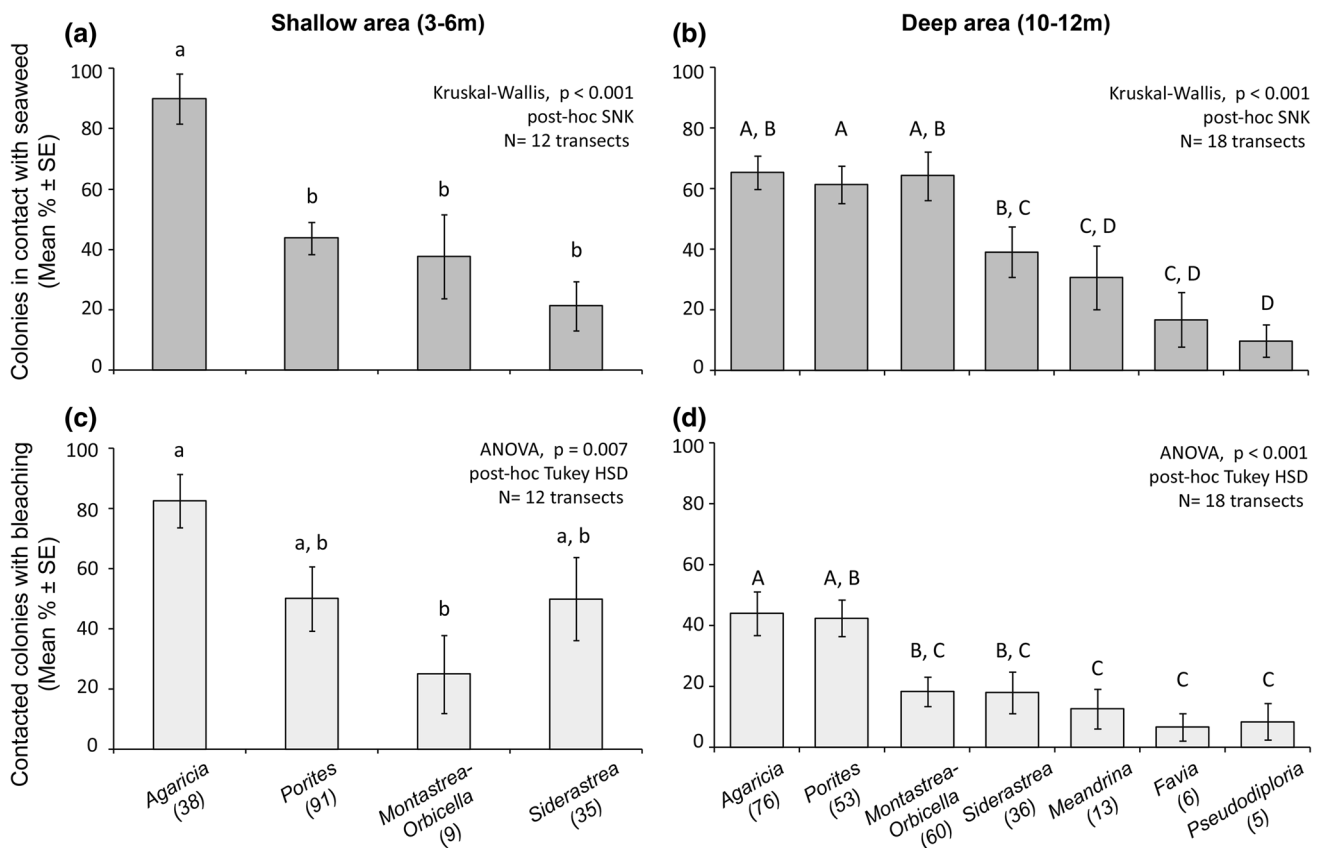 Shallow area (3-6m)
Deep area (10-12m)
(a)
Colonies in contact with seaweed
(Mean % ± SE)
100
80
60
40
20
0
a
b
b
b
Kruskal-Wallis, p < 0.001
post-hoc SNK
N= 12 transects
(b)
100
80
60
40
20
0
A, B
A
A, B
B, C
C, D
C, D
D
Kruskal-Wallis, p < 0.001
post-hoc SNK
N= 18 transects
(c)
Contacted colonies with bleaching
(Mean % ± SE)
100
80
60
40
20
0
a
a, b
b
a, b
ANOVA, p = 0.007
post-hoc Tukey HSD
N= 12 transects
Agaricia
(38)
Porites
(91)
Montastrea-
Orbicella
(9)
Siderastrea
(35)
(d)
100
80
60
40
20
0
A
A, B
B, C
B, C
C
C
C
ANOVA, p < 0.001
post-hoc Tukey HSD
N= 18 transects
Agaricia
(76)
Porites
(53)
Montastrea-
Orbicella
(60)
Siderastrea
(36)
Meandrina
(13)
Favia
(6)
Pseudodiploria
(5)